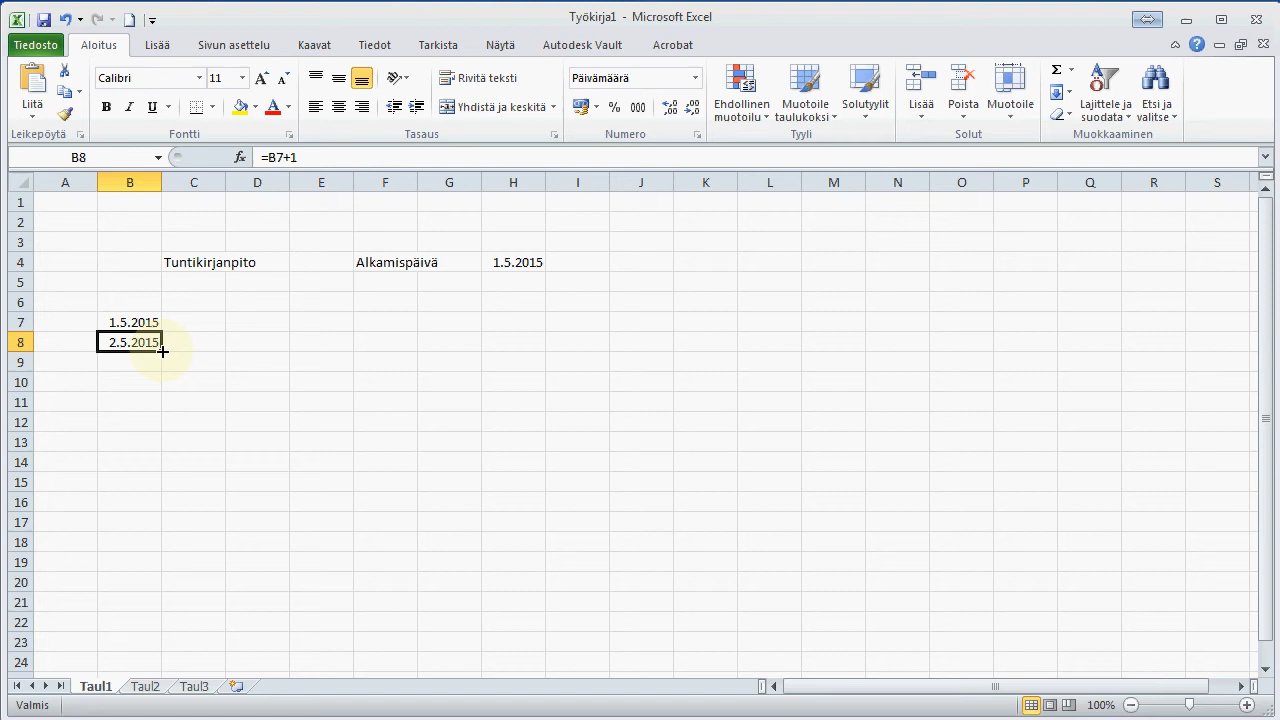 Työkirja1 - Microsoft Excel
Tiedosto Aloitus Lisää Sivun asettelu Kaavat Tiedot Tarkista Näytä Autodesk Vault Acrobat
Liitä
Calibri 11
B I U A
Rivitä teksti
Yhdistä ja keskitä
Päivämäärä
% 000
Ehdollinen muotoilu
Muotoile taulukoksi
Solutyylit
Lisää
Poista
Muotoile
Lajittele ja suodata
Etsi ja valitse
Leikepöytä Fontti Tasaus Numero Tyyli Solut Muokkaaminen
B8 fx =B7+1
A B C D E F G H I J K L M N O P Q R S
1
2
3
4 Tuntikirjanpito Alkamispäivä 1.5.2015
5
6
7 1.5.2015
8 2.5.2015
9
10
11
12
13
14
15
16
17
18
19
20
21
22
23
24
Taul1 Taul2 Taul3
Valmis 100%